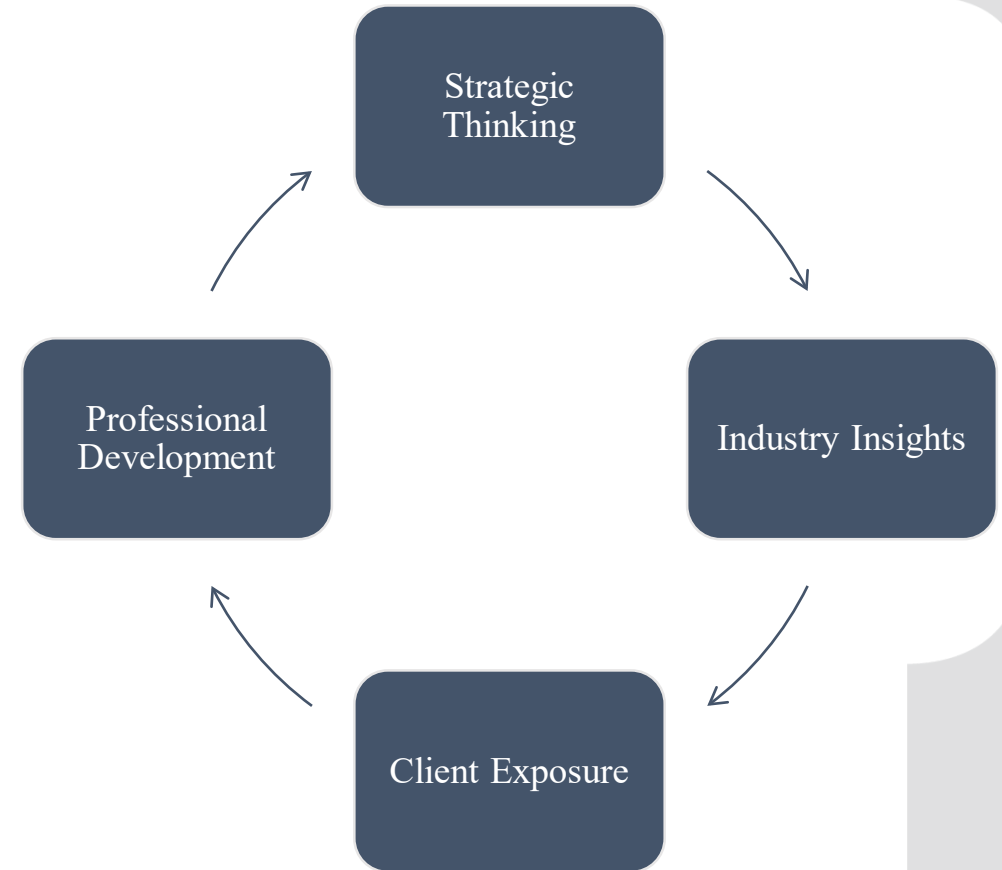 Strategic
Thinking
Professional
Development
Industry Insights
Client Exposure